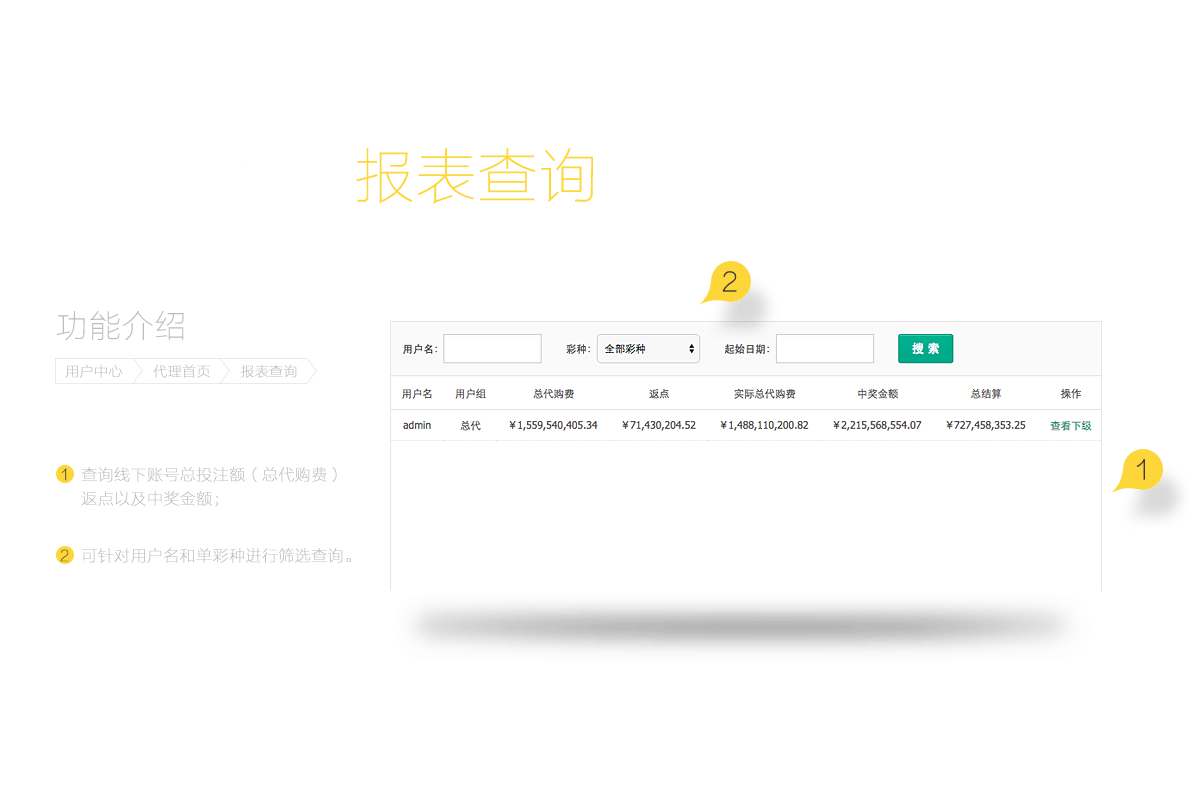 报表查询
2
功能介绍
用户中心 代理首页 报表查询
1 查询线下账号总投注额（总代购费）
返点以及中奖金额；
2 可针对用户名和单彩种进行筛选查询。
用户名： 彩种： 全部彩种 起始日期： 搜 索
用户名 用户组 总代购费 返点 实际总代购费 中奖金额 总结算 操作
admin 总代 ￥1,559,540,405.34 ￥71,430,204.52 ￥1,488,110,200.82 ￥2,215,568,554.07 ￥727,458,353.25 查看下级
1